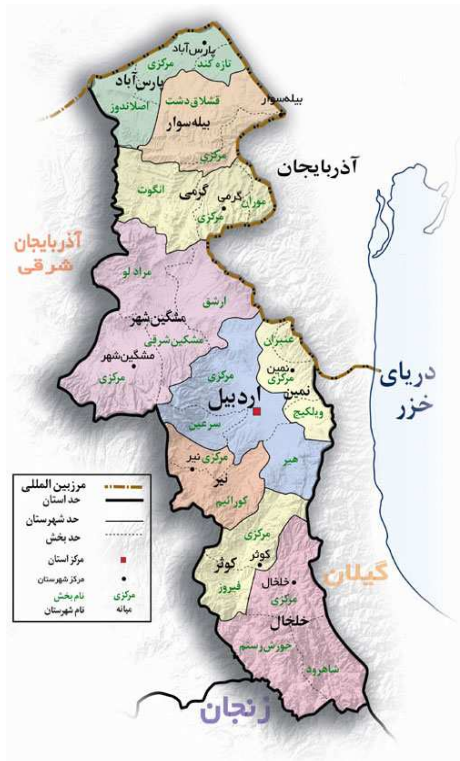 پارس‌آباد
تازه کند
مرکزی
پارس‌آباد
اصلاندوز
قشلاق دشت
بیله‌سوار
بیله‌سوار
مرکزی
آذربایجان
انگوت
گرمی
گرمی
موران
مرکزی
آذربایجان
شرقی
مرادلو
ارشق
مشگین‌شهر
مشگین‌شرقی
مشگین‌شهر
مرکزی
عنبران
نمین
مرکزی
نمین
ویلکیج
مرکزی
اردبیل
سرعین
هیر
دریای
خزر
نیر
مرکزی
نیر
کورائیم
مرکزی
کوثر
کوثر
فیروز
گیلان
خلخال
مرکزی
خلخال
خورش‌رستم
شاهرود
زنجان
مرزبین المللی
حد استان
حد شهرستان
حد بخش
مرکز استان
مرکز شهرستان
نام بخش مرکزی
نام شهرستان میانه